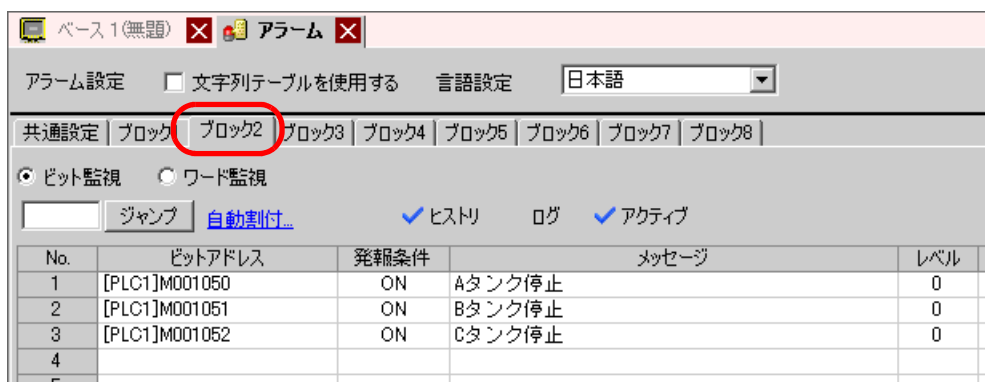 ベース 1(無題) アラーム
アラーム設定 文字列テーブルを使用する 言語設定 日本語
共通設定 ブロック1 ブロック2 ブロック3 ブロック4 ブロック5 ブロック6 ブロック7 ブロック8
ビット監視 ワード監視
ジャンプ 自動割付... ヒストリ ログ アクティブ
No. ビットアドレス 発報条件 メッセージ レベル
1 [PLC1]M001050 ON Aタンク停止 0
2 [PLC1]M001051 ON Bタンク停止 0
3 [PLC1]M001052 ON Cタンク停止 0
4